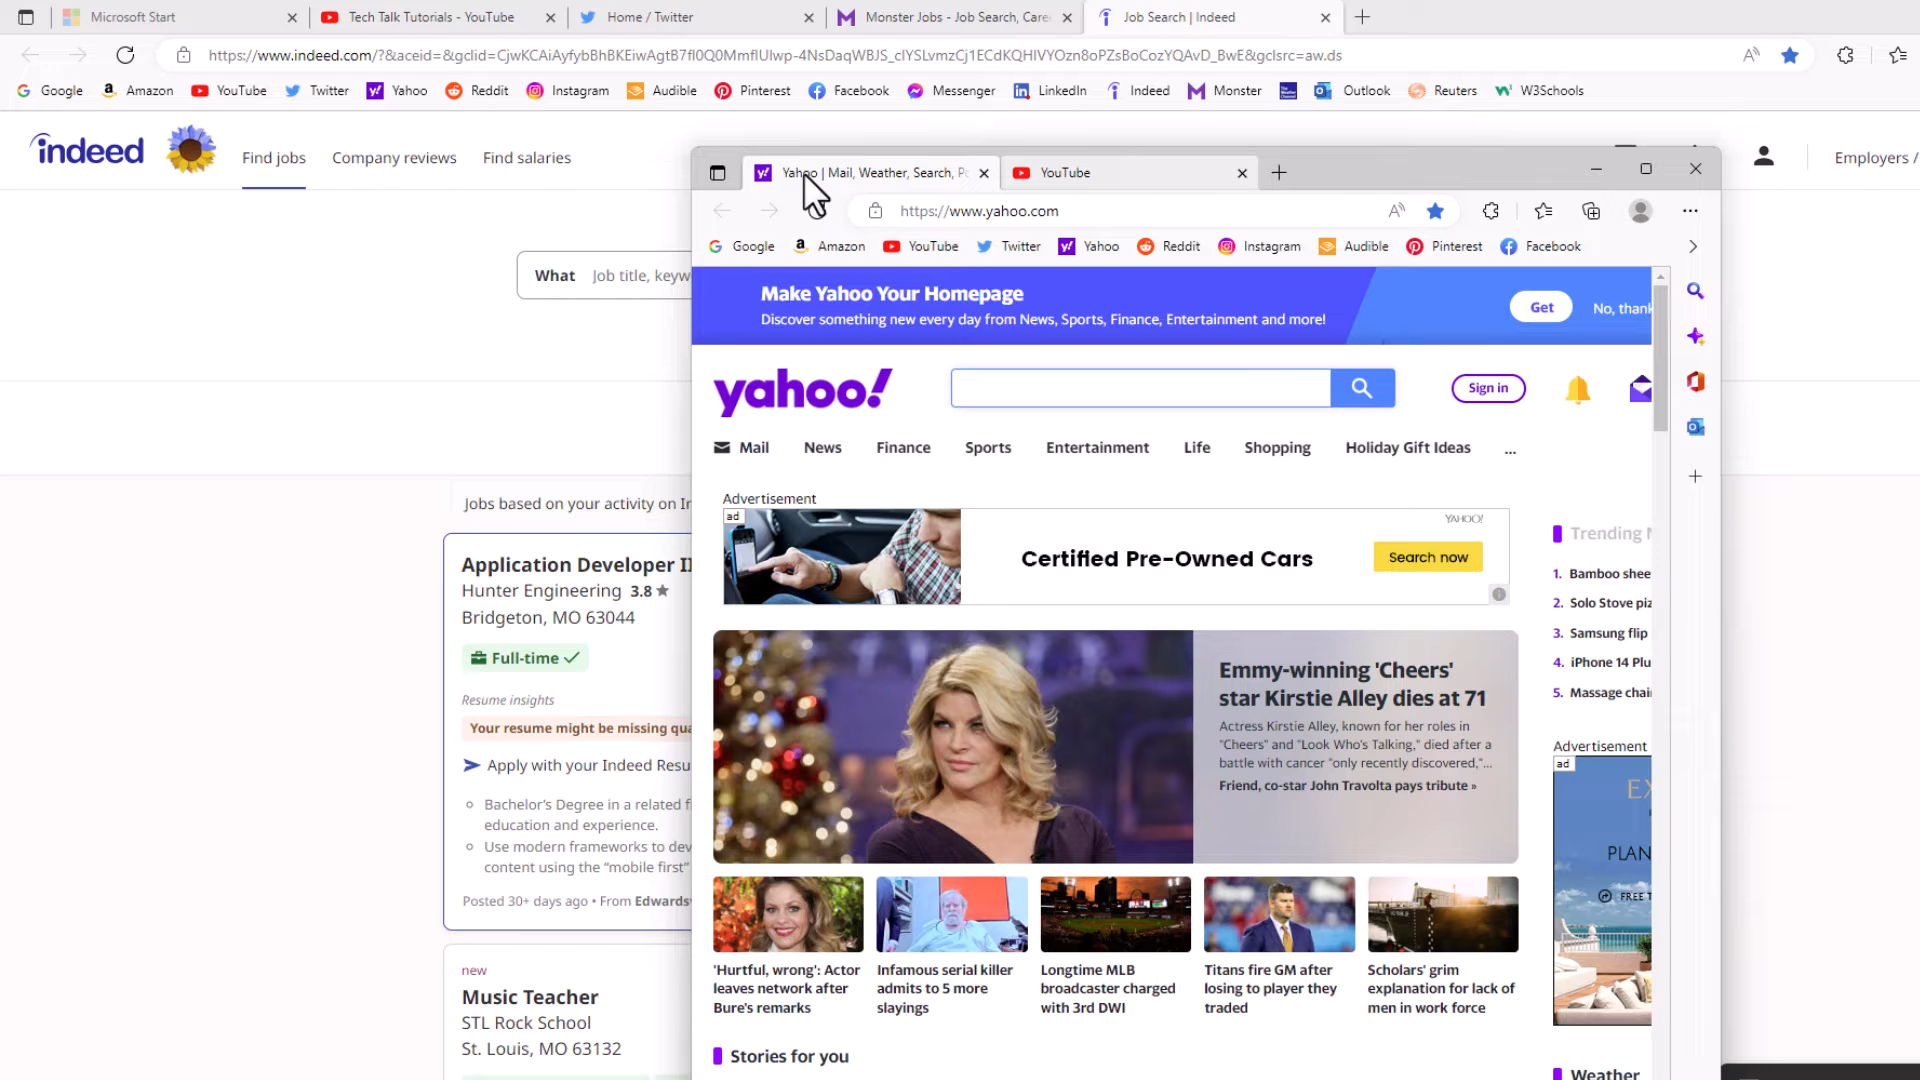 Microsoft Start
Tech Talk Tutorials - YouTube
Home / Twitter
Monster Jobs - Job Search, Care
Job Search | Indeed
https://www.indeed.com/?&aceid=&gclid=CjwKCAiAyfybBhBKEiwAgtB7fI0Q0MmflUIwp-4NsDaqWBJS_cIYSLvmzCj1ECdKQHIVYOzn8oPZsBoCozYQAvD_BwE&gclsrc=aw.ds
Google Amazon YouTube Twitter Yahoo Reddit Instagram Audible Pinterest Facebook Messenger LinkedIn Indeed Monster Outlook Reuters W3Schools
indeed Find jobs Company reviews Find salaries
Employers /
What Job title, keyw
Jobs based on your activity on I
Application Developer II
Hunter Engineering 3.8
Bridgeton, MO 63044
Full-time
Resume insights
Your resume might be missing qua
Apply with your Indeed Resu
Bachelor's Degree in a related f
education and experience.
Use modern frameworks to dev
content using the "mobile first"
Posted 30+ days ago • From Edwards
new
Music Teacher
STL Rock School
St. Louis, MO 63132
Yahoo | Mail, Weather, Search, Po
YouTube
https://www.yahoo.com
Google Amazon YouTube Twitter Yahoo Reddit Instagram Audible Pinterest Facebook
Make Yahoo Your Homepage
Discover something new every day from News, Sports, Finance, Entertainment and more!
Get
No, thank
yahoo!
Sign in
Mail News Finance Sports Entertainment Life Shopping Holiday Gift Ideas ...
Advertisement
ad
YAHOO!
Certified Pre-Owned Cars
Search now
Emmy-winning 'Cheers'
star Kirstie Alley dies at 71
Actress Kirstie Alley, known for her roles in
"Cheers" and "Look Who's Talking," died after a
battle with cancer "only recently discovered,"...
Friend, co-star John Travolta pays tribute »
'Hurtful, wrong': Actor
leaves network after
Bure's remarks
Infamous serial killer
admits to 5 more
slayings
Longtime MLB
broadcaster charged
with 3rd DWI
Titans fire GM after
losing to player they
traded
Scholars' grim
explanation for lack of
men in work force
Stories for you
Trending N
1. Bamboo shee
2. Solo Stove piz
3. Samsung flip
4. iPhone 14 Plu
5. Massage chai
Advertisement
ad
EX
PLAN
FREE T
Weather